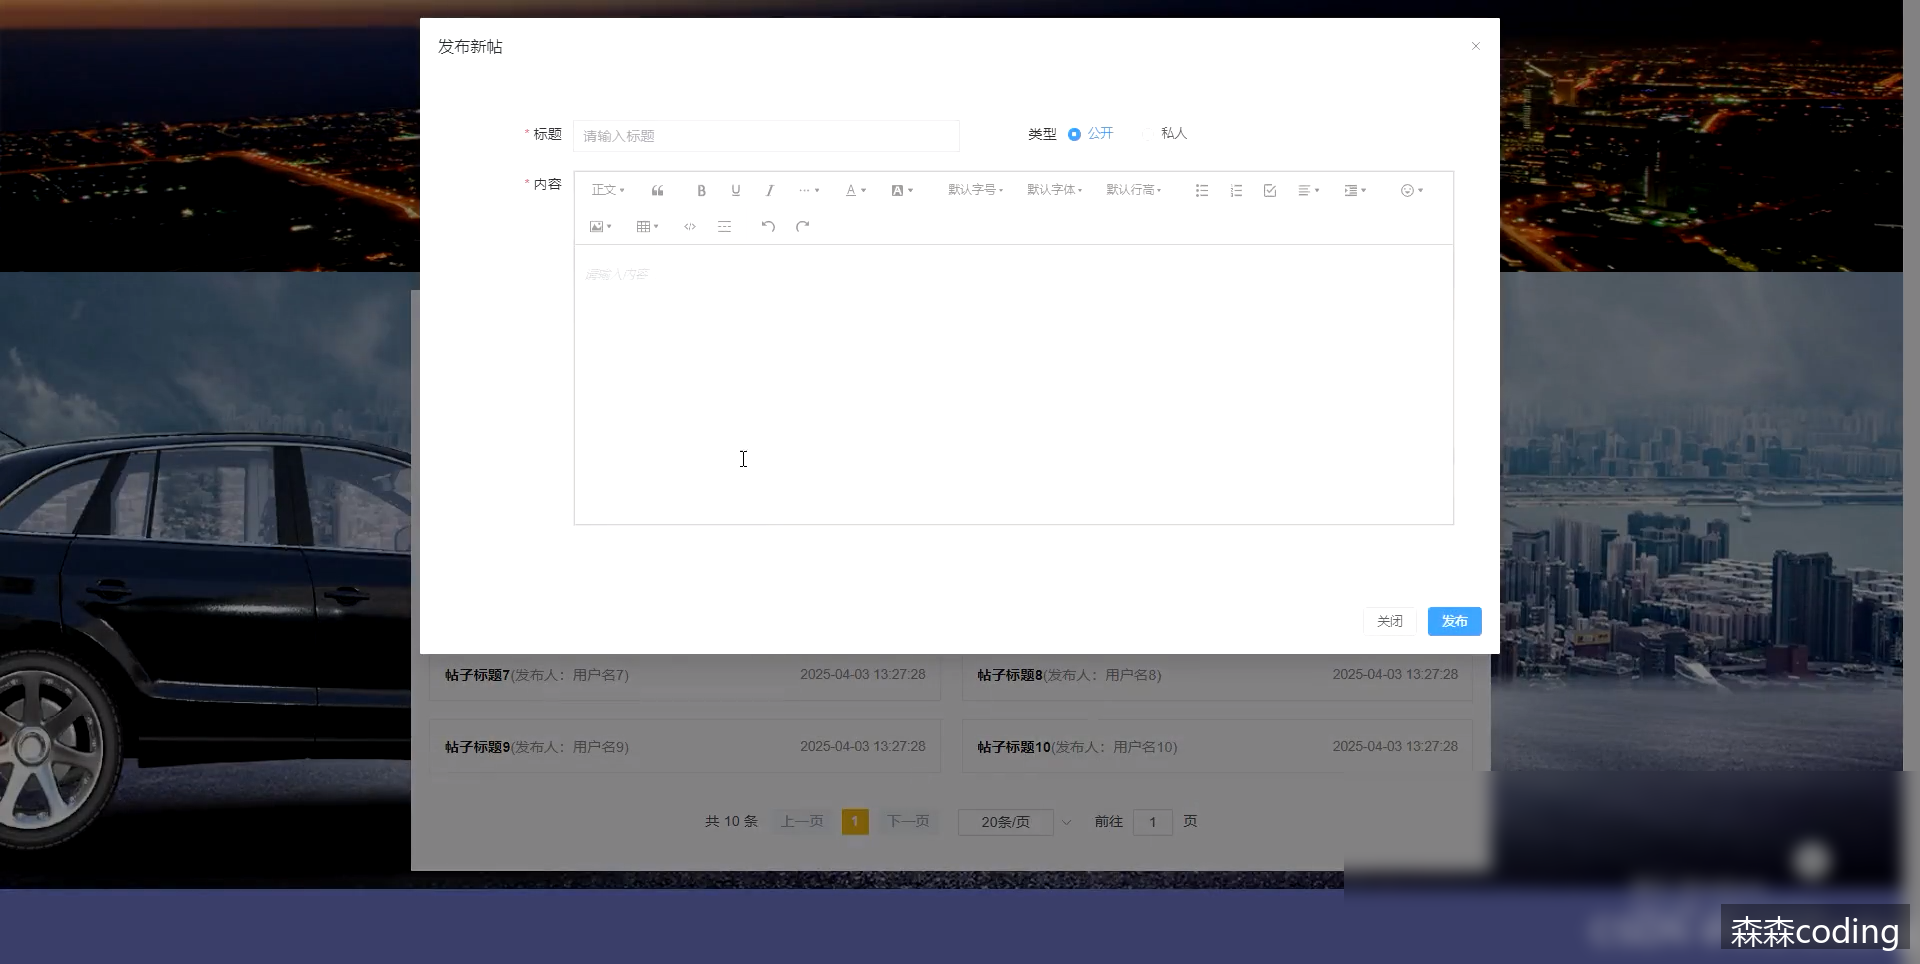 发布新帖
* 标题 请输入标题 类型 公开 私人
* 内容 正文 B U I ... A A 默认字号 默认字体 默认行高
请输入内容
关闭 发布
帖子标题7(发布人：用户名7) 2025-04-03 13:27:28 帖子标题8(发布人：用户名8) 2025-04-03 13:27:28
帖子标题9(发布人：用户名9) 2025-04-03 13:27:28 帖子标题10(发布人：用户名10) 2025-04-03 13:27:28
共 10 条 上一页 1 下一页 20条/页 前往 1 页
森森coding